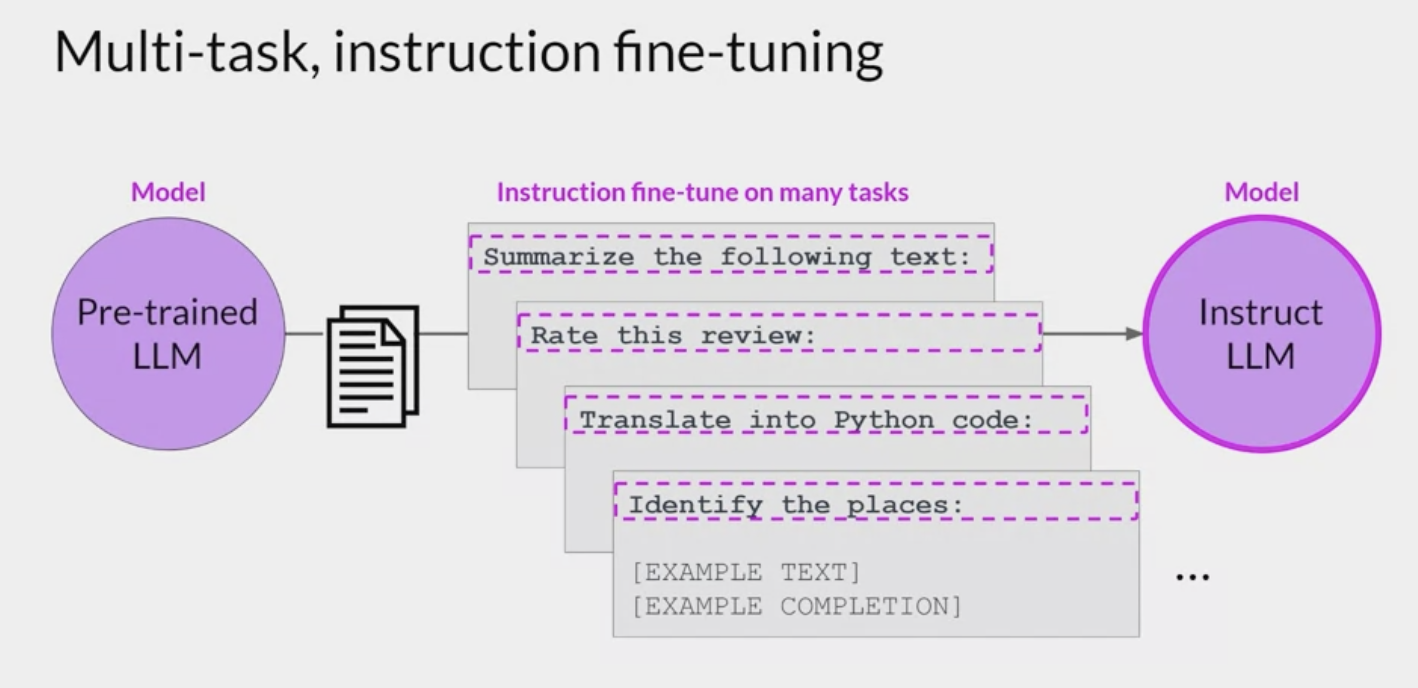 Multi-task, instruction fine-tuning
Model
Instruction fine-tune on many tasks
Model
Pre-trained
LLM
Summarize the following text:
Rate this review:
Translate into Python code:
Identify the places:
[EXAMPLE TEXT]
[EXAMPLE COMPLETION]
...
Instruct
LLM